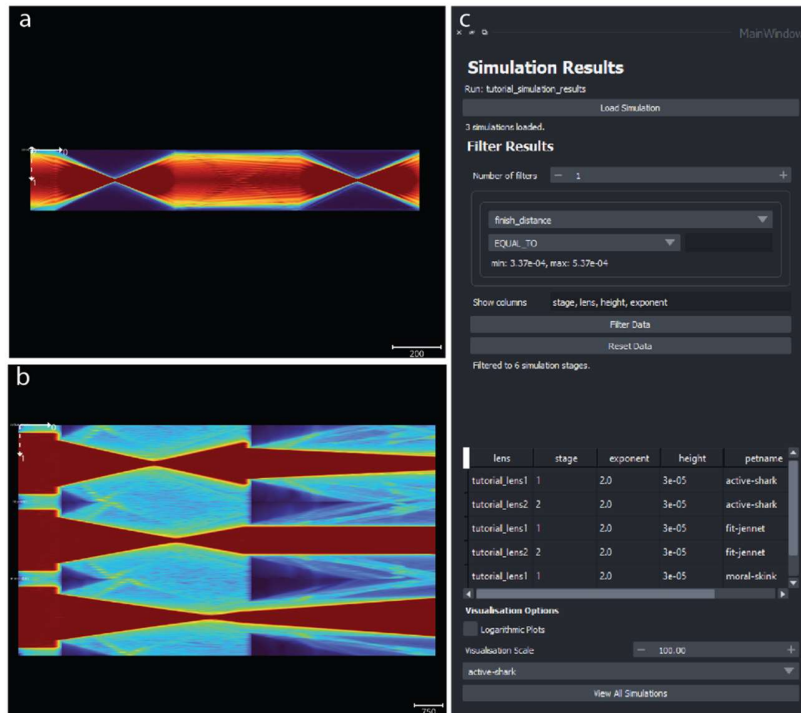 a
0
1
200
b
0
1
750
c
MainWindow
Simulation Results
Run: tutorial_simulation_results
Load Simulation
3 simulations loaded.
Filter Results
Number of filters − 1 +
finish_distance
EQUAL_TO
min: 3.37e-04, max: 5.37e-04
Show columns stage, lens, height, exponent
Filter Data
Reset Data
Filtered to 6 simulation stages.
lens stage exponent height petname
tutorial_lens1 1 2.0 3e-05 active-shark
tutorial_lens2 2 2.0 3e-05 active-shark
tutorial_lens1 1 2.0 3e-05 fit-jennet
tutorial_lens2 2 2.0 3e-05 fit-jennet
tutorial_lens1 1 2.0 3e-05 moral-skink
Visualisation Options
Logarithmic Plots
Visualisation Scale − 100.00 +
active-shark
View All Simulations